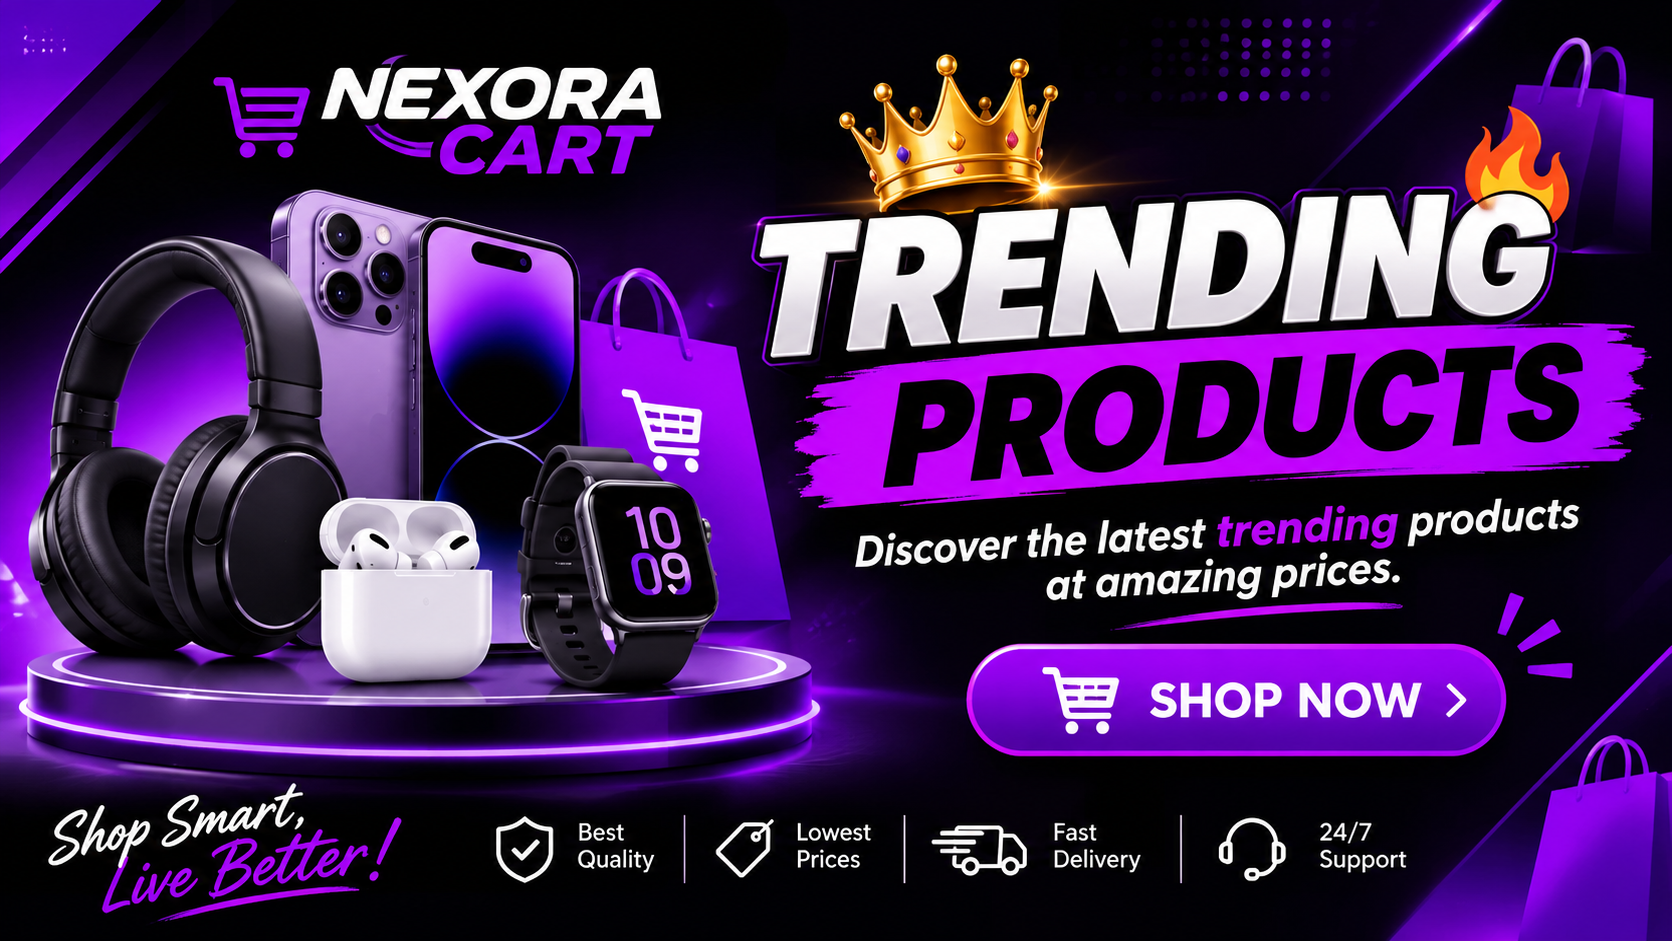 NEXORA
CART
TRENDING
PRODUCTS
Discover the latest trending products
at amazing prices.
SHOP NOW
10
09
Shop Smart,
Live Better!
Best
Quality
Lowest
Prices
Fast
Delivery
24/7
Support